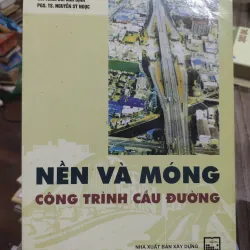 PGS. TS. NGUYỄN SỸ NGỌC
NỀN VÀ MÓNG
CÔNG TRÌNH CẦU ĐƯỜNG
NHÀ XUẤT BẢN XÂY DỰNG